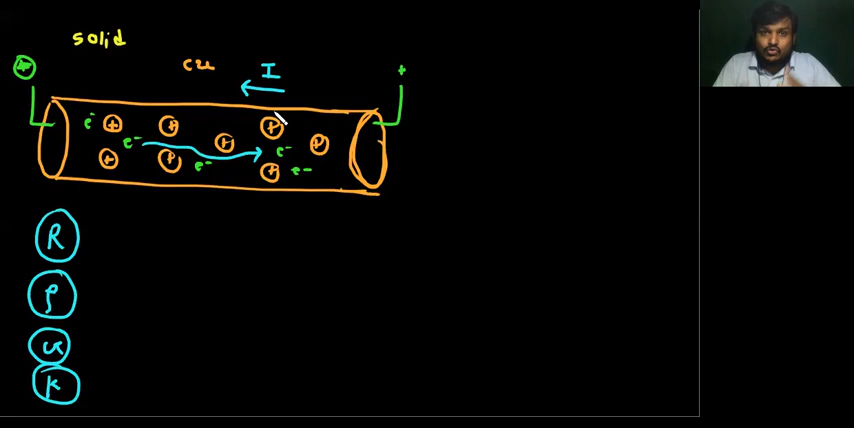 solid
Cu
I
+
e⁻ + +
e⁻ + + +
+ + e⁻ + e⁻
e⁻
R
ρ
G
K